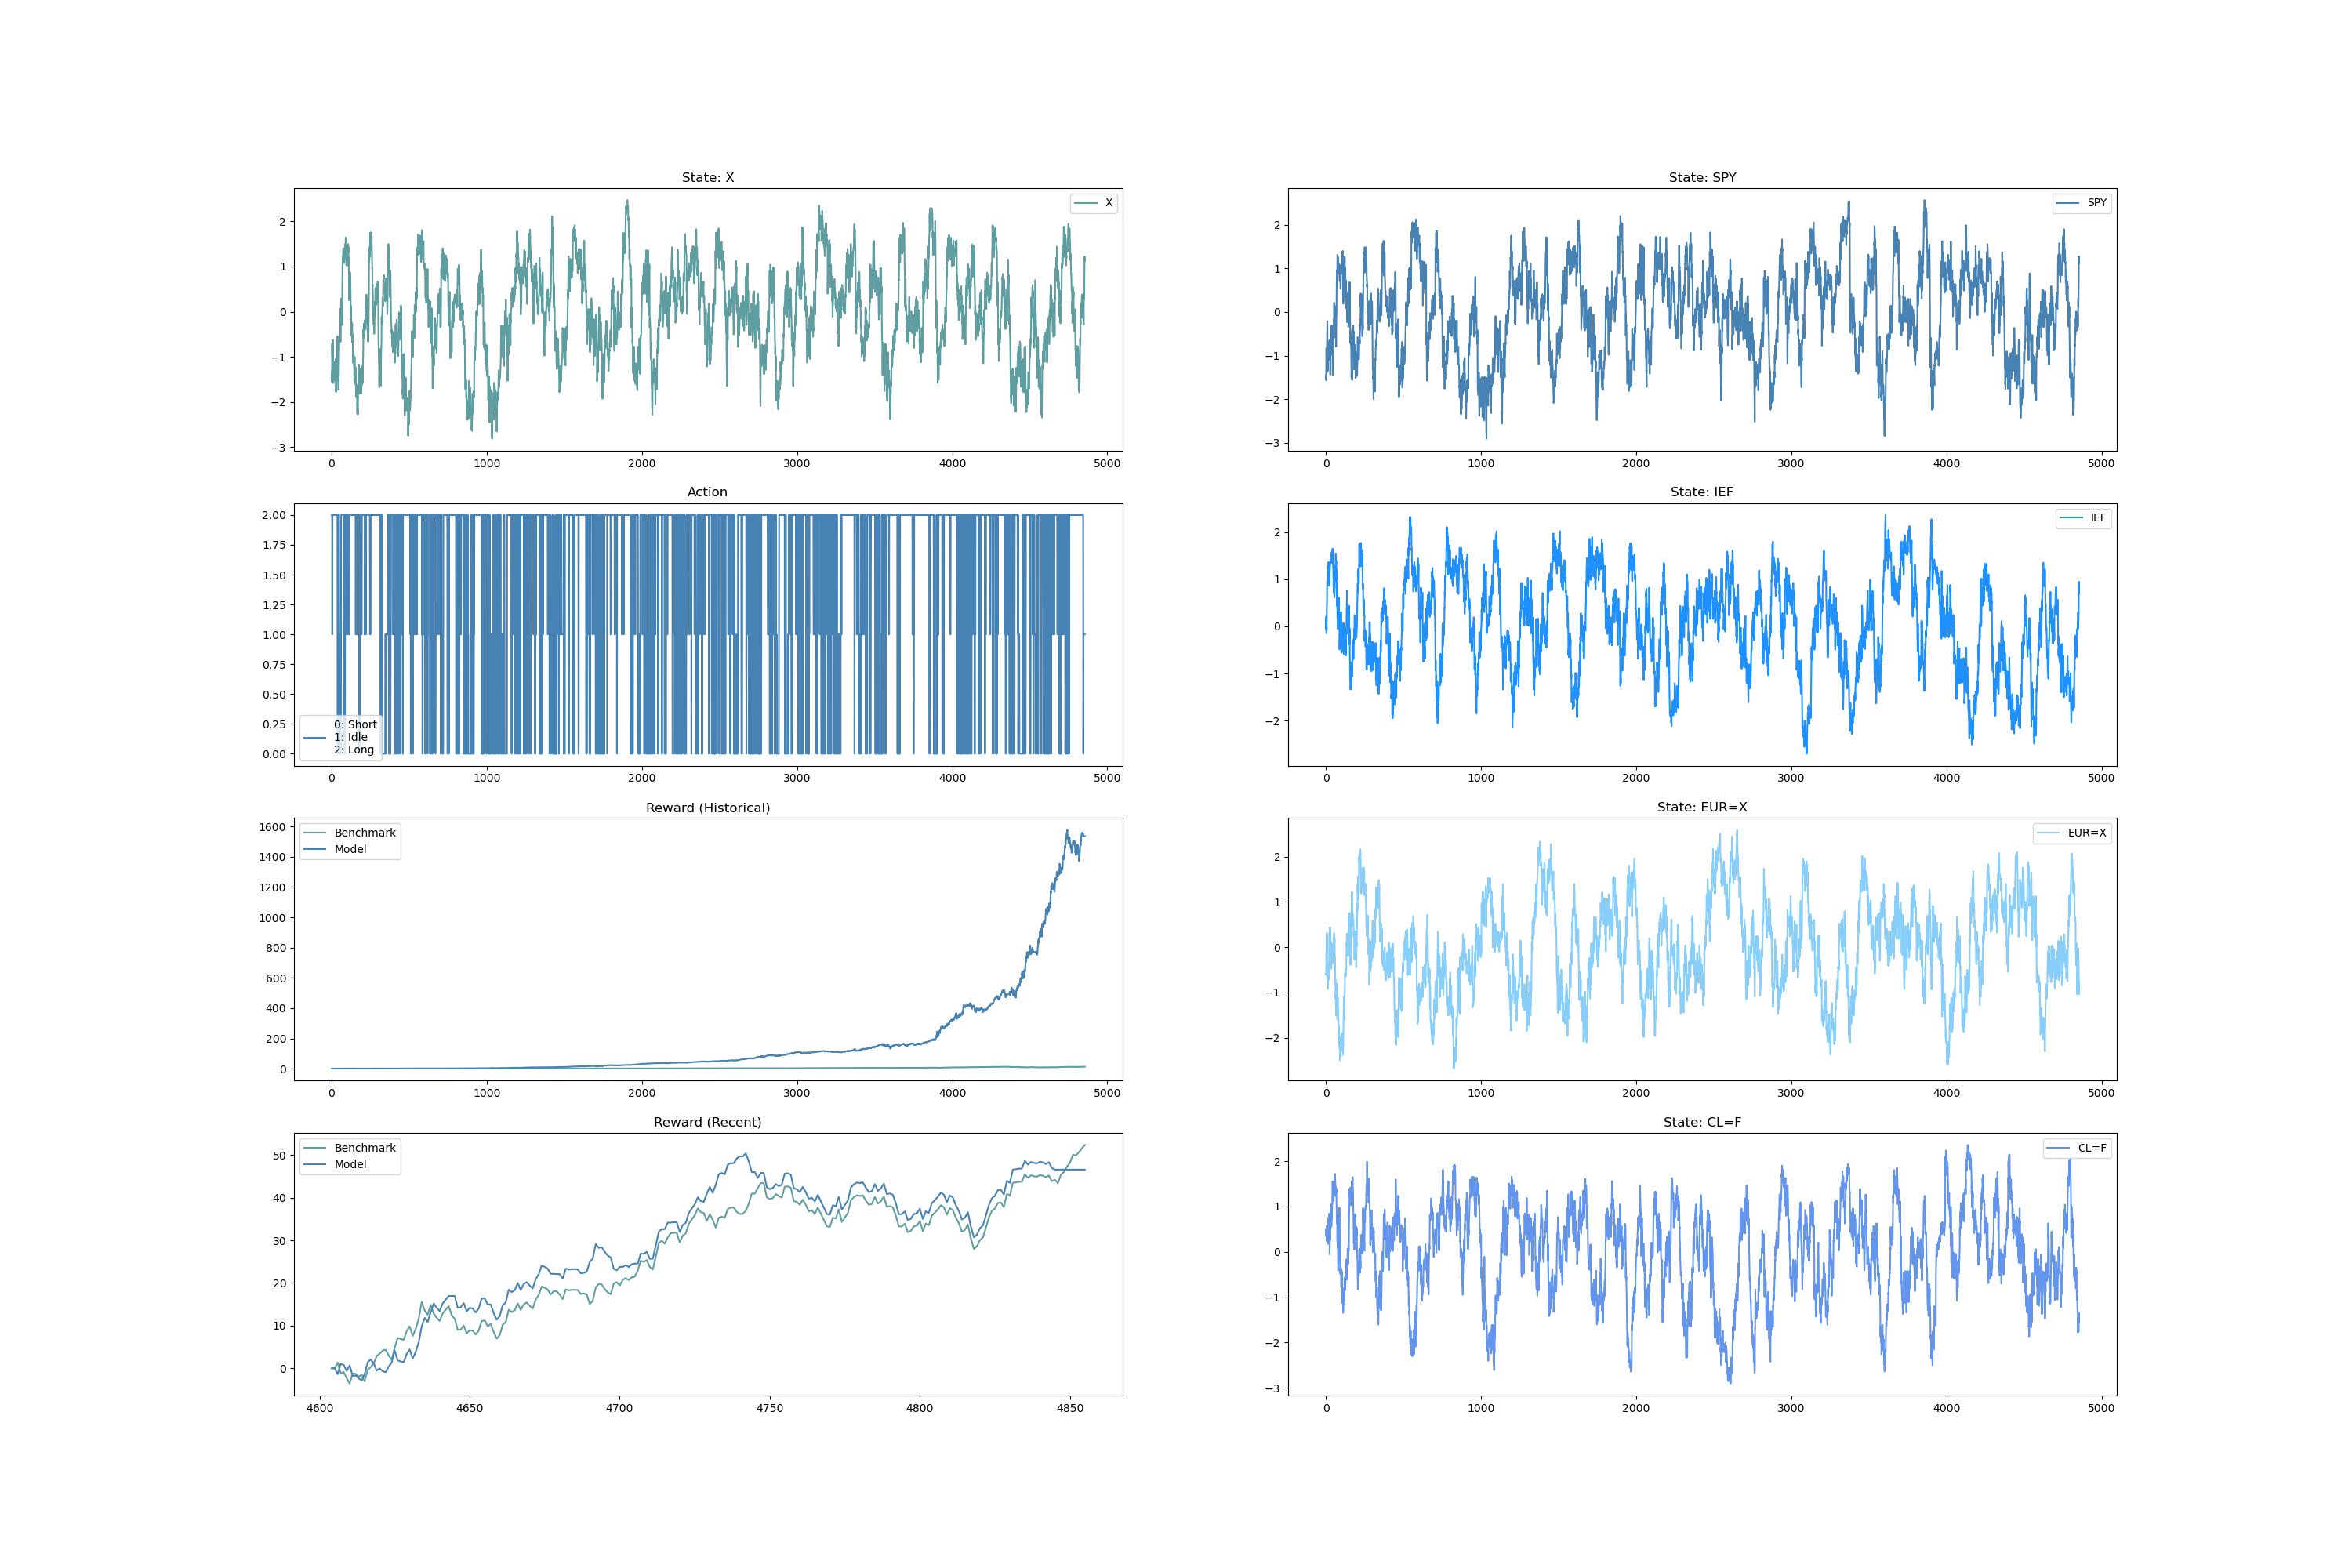 State: X
X
2
1
0
−1
−2
−3
0 1000 2000 3000 4000 5000
Action
2.00
1.75
1.50
1.25
1.00
0.75
0.50
0.25
0.00
0: Short
1: Idle
2: Long
0 1000 2000 3000 4000 5000
Reward (Historical)
Benchmark
Model
1600
1400
1200
1000
800
600
400
200
0
0 1000 2000 3000 4000 5000
Reward (Recent)
Benchmark
Model
50
40
30
20
10
0
4600 4650 4700 4750 4800 4850
State: SPY
SPY
2
1
0
−1
−2
−3
0 1000 2000 3000 4000 5000
State: IEF
IEF
2
1
0
−1
−2
0 1000 2000 3000 4000 5000
State: EUR=X
EUR=X
2
1
0
−1
−2
0 1000 2000 3000 4000 5000
State: CL=F
CL=F
2
1
0
−1
−2
−3
0 1000 2000 3000 4000 5000